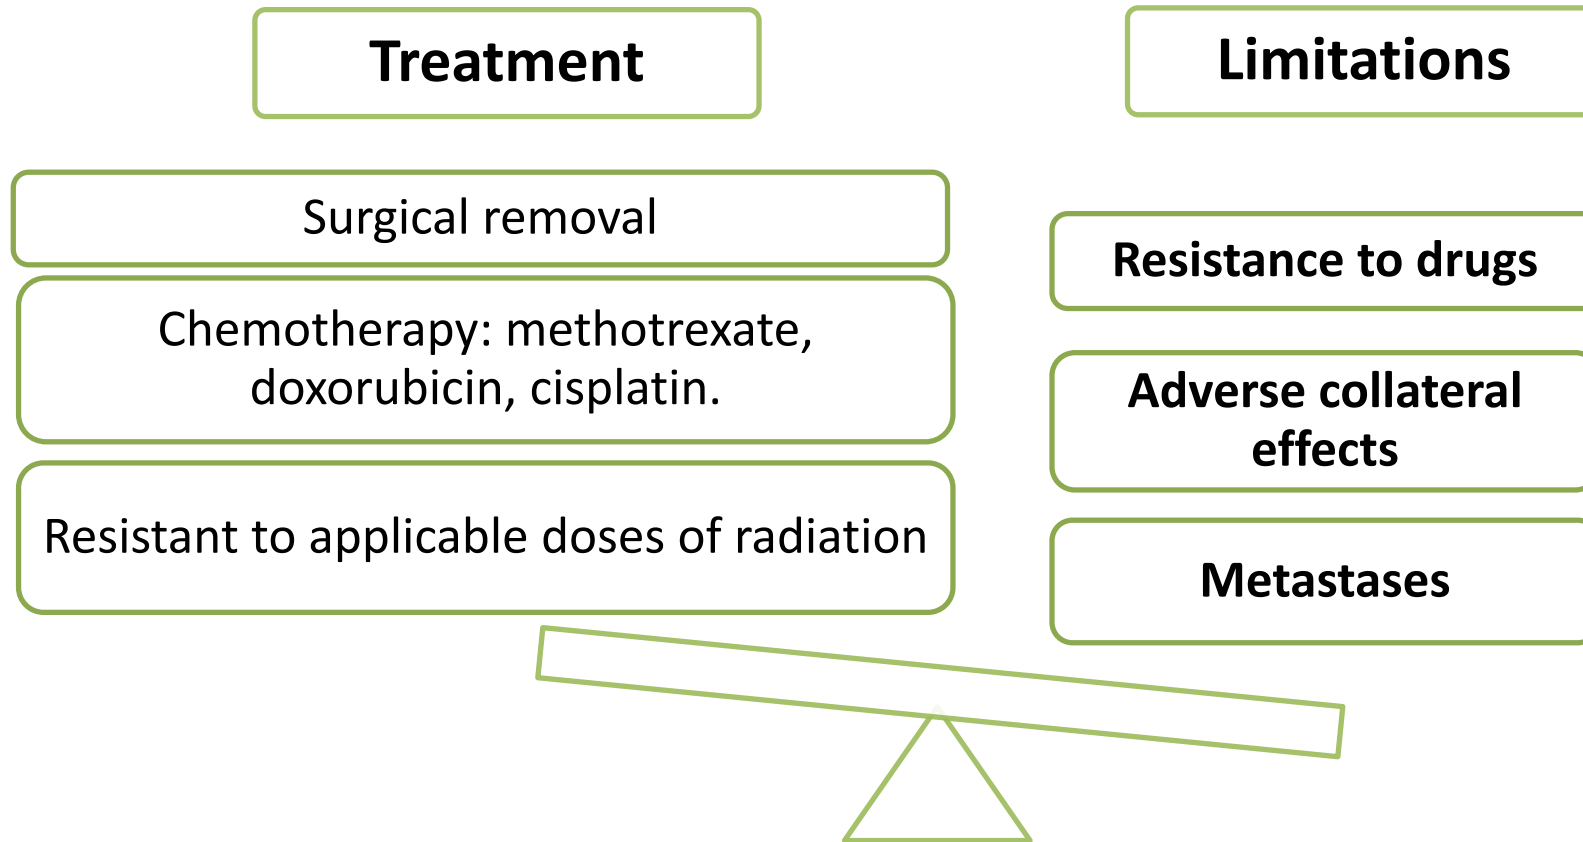 Treatment
Surgical removal
Chemotherapy: methotrexate,
doxorubicin, cisplatin.
Resistant to applicable doses of radiation
Limitations
Resistance to drugs
Adverse collateral
effects
Metastases